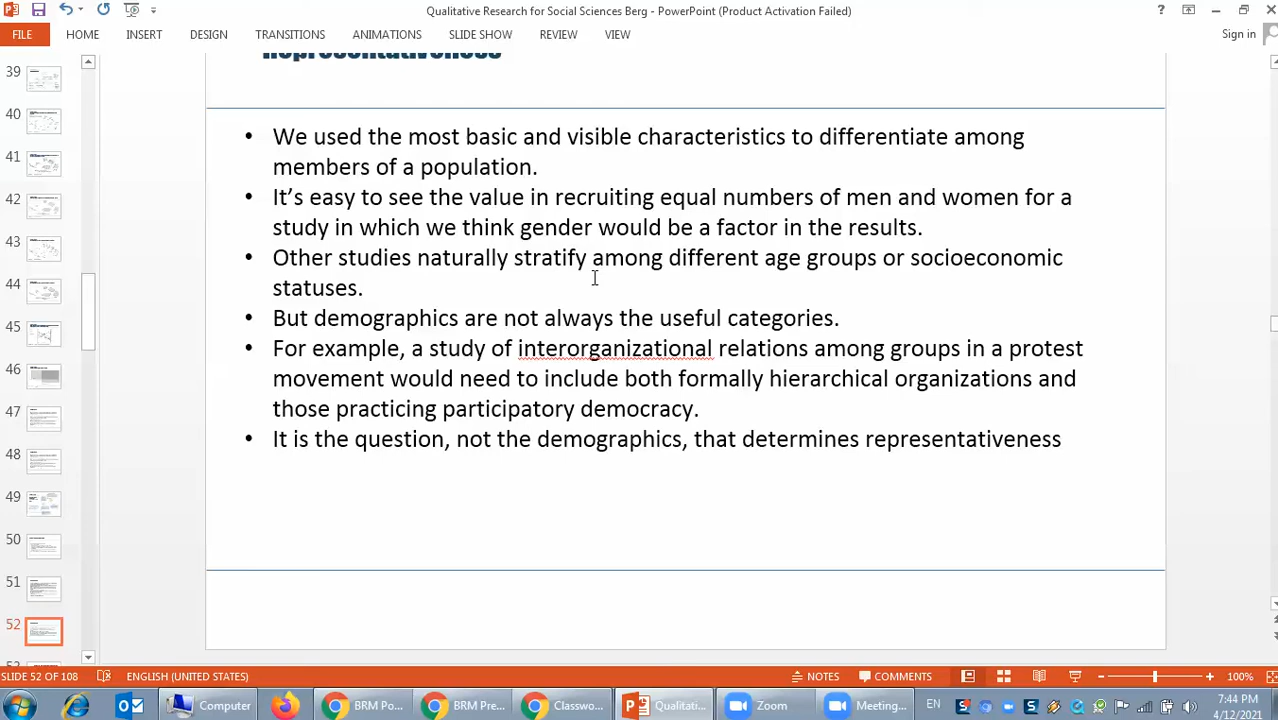 Qualitative Research for Social Sciences Berg - PowerPoint (Product Activation Failed)
?
FILE HOME INSERT DESIGN TRANSITIONS ANIMATIONS SLIDE SHOW REVIEW VIEW Sign in
Representativeness
• We used the most basic and visible characteristics to differentiate among
members of a population.
• It’s easy to see the value in recruiting equal numbers of men and women for a
study in which we think gender would be a factor in the results.
• Other studies naturally stratify among different age groups or socioeconomic
statuses.
• But demographics are not always the useful categories.
• For example, a study of interorganizational relations among groups in a protest
movement would need to include both formally hierarchical organizations and
those practicing participatory democracy.
• It is the question, not the demographics, that determines representativeness
39
40
41
42
43
44
45
46
47
48
49
50
51
52
SLIDE 52 OF 108 ENGLISH (UNITED STATES) NOTES COMMENTS 100%
Computer BRM Po... BRM Pre... Classwo... Qualitati... Zoom Meeting... EN 7:44 PM
4/12/2021